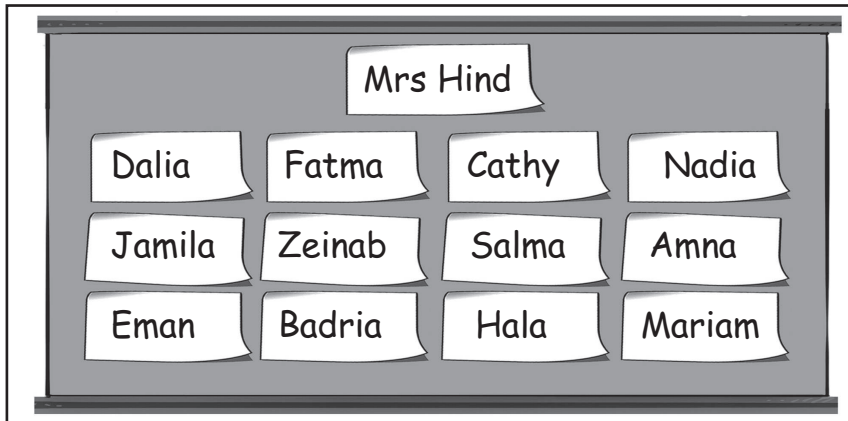 Mrs Hind
Dalia Fatma Cathy Nadia
Jamila Zeinab Salma Amna
Eman Badria Hala Mariam